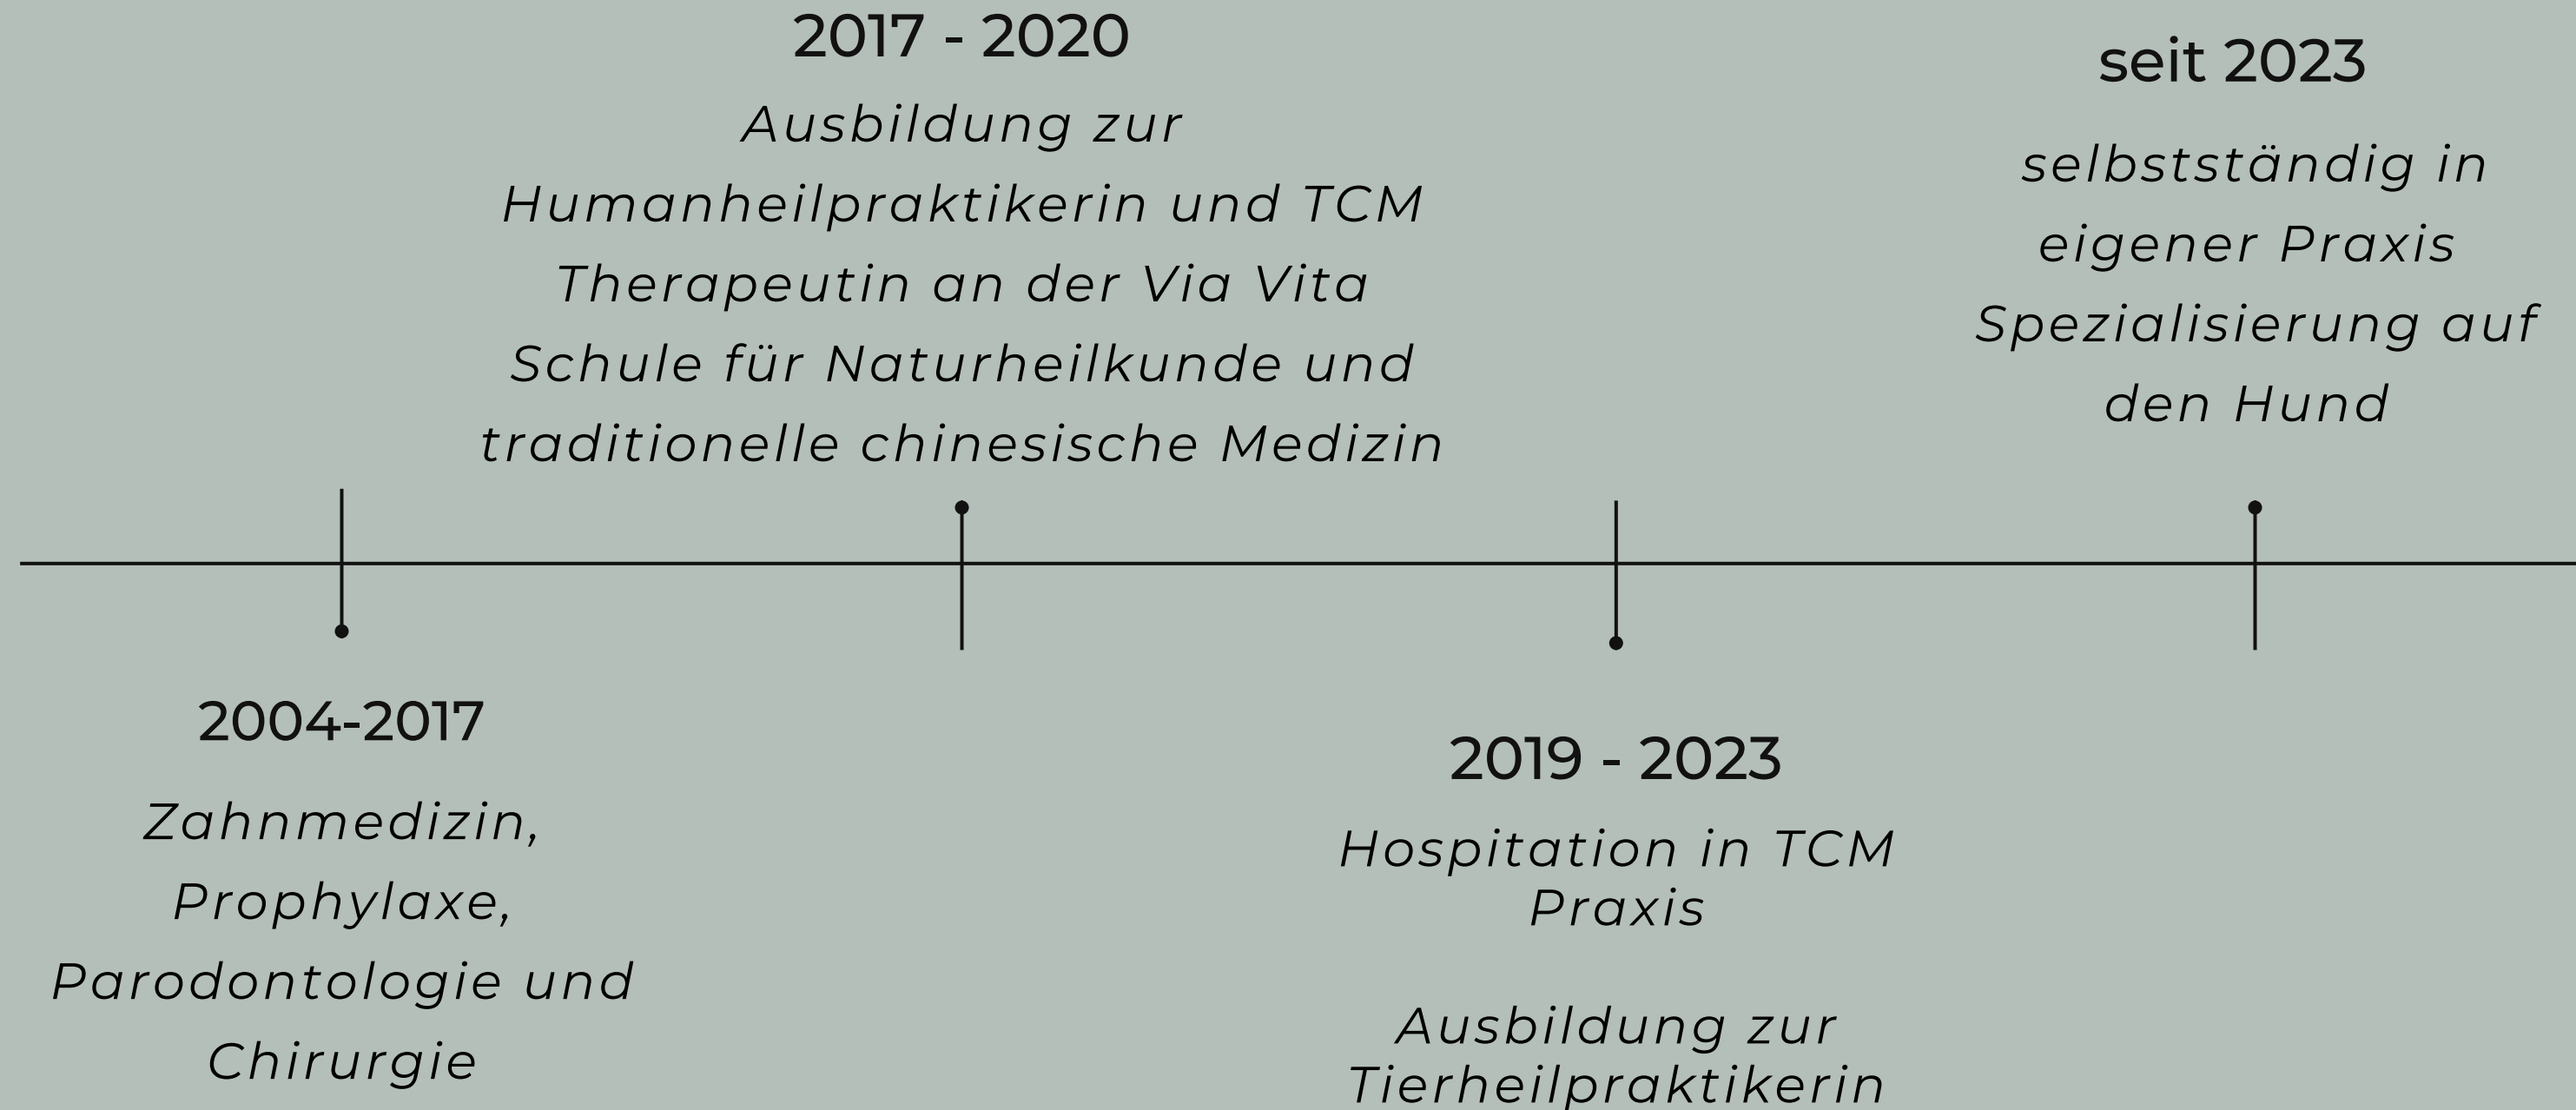 2017 - 2020
Ausbildung zur
Humanheilpraktikerin und TCM
Therapeutin an der Via Vita
Schule für Naturheilkunde und
traditionelle chinesische Medizin
seit 2023
selbstständig in
eigener Praxis
Spezialisierung auf
den Hund
2004-2017
Zahnmedizin,
Prophylaxe,
Parodontologie und
Chirurgie
2019 - 2023
Hospitation in TCM
Praxis
Ausbildung zur
Tierheilpraktikerin